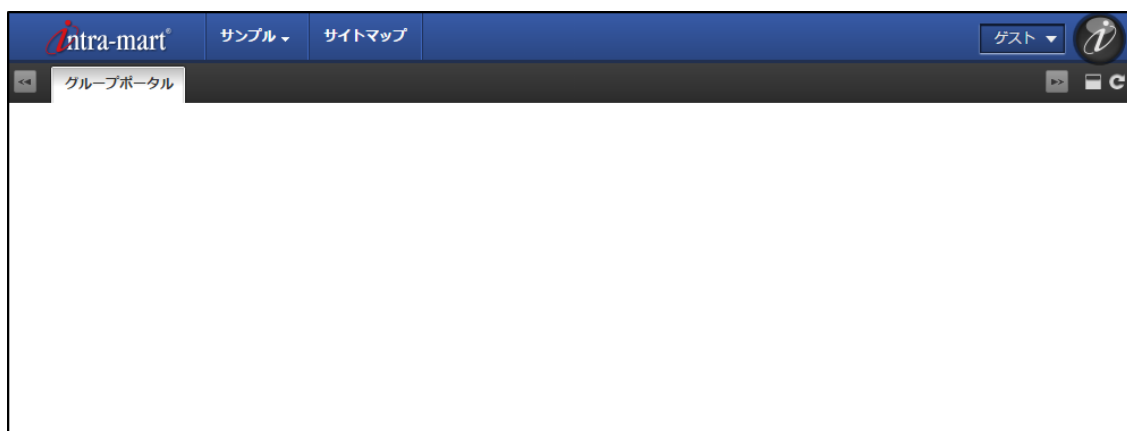 intra-mart®
サンプル
サイトマップ
ゲスト
グループポータル